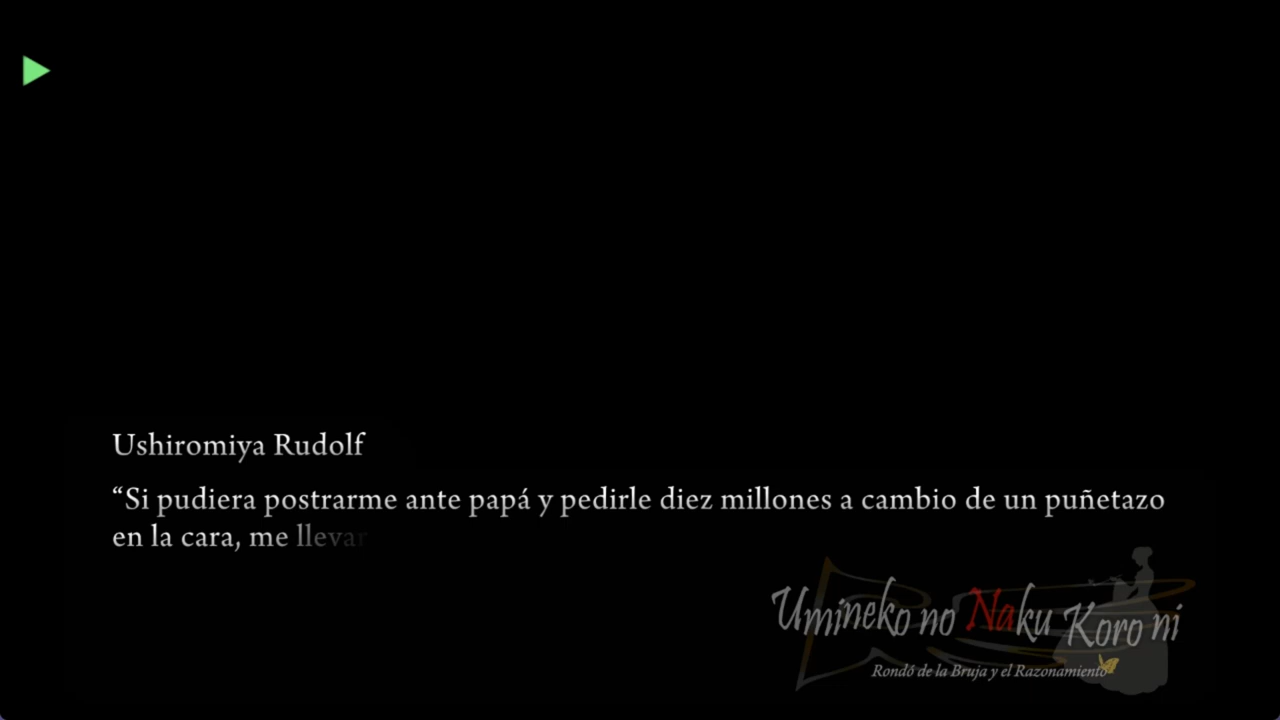 Ushiromiya Rudolf
“Si pudiera postrarme ante papá y pedirle diez millones a cambio de un puñetazo
en la cara, me llevar
Umineko no Naku Koro ni
Rondó de la Bruja y el Razonamiento